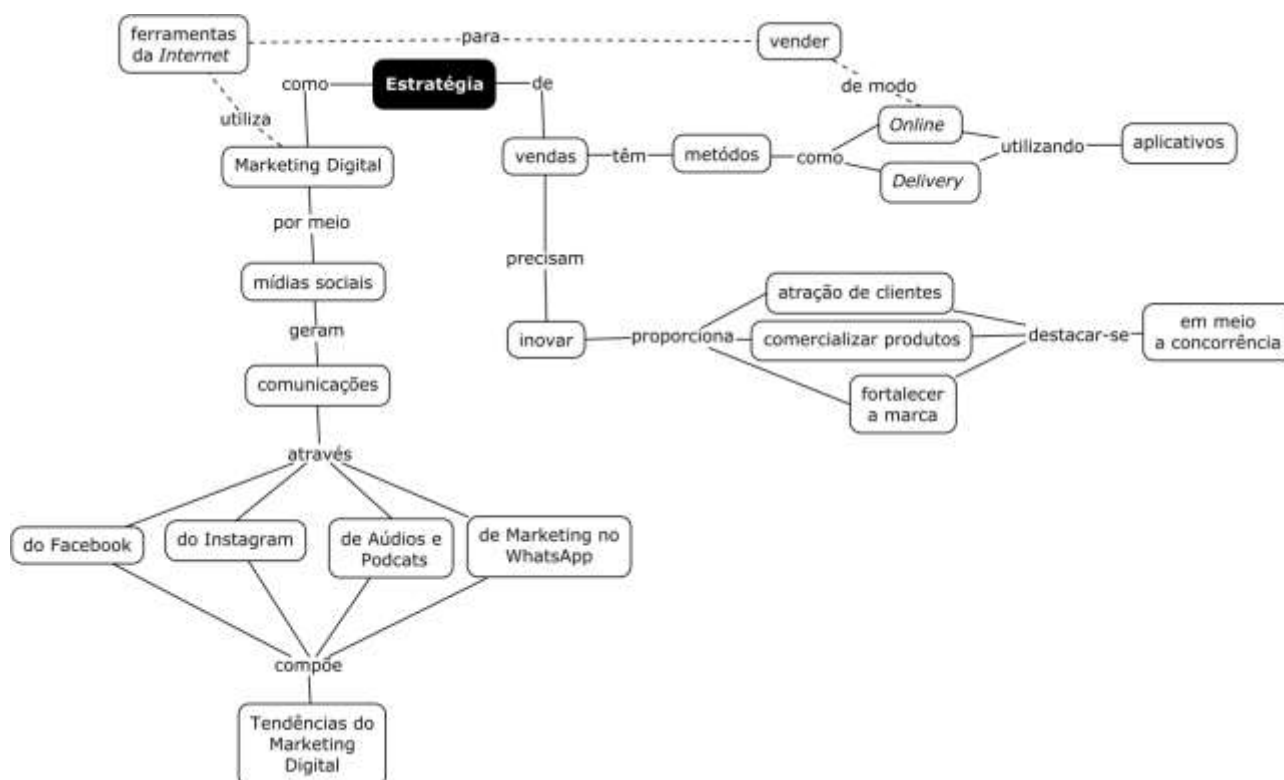 ferramentas
da Internet
para
vender
como
Estratégia
de
de modo
utiliza
Online
vendas
têm
metódos
como
utilizando
aplicativos
Marketing Digital
Delivery
por meio
precisam
mídias sociais
atração de clientes
geram
inovar
proporciona
comercializar produtos
destacar-se
em meio
a concorrência
comunicações
fortalecer
a marca
através
do Facebook
do Instagram
de Aúdios e
Podcats
de Marketing no
WhatsApp
compõe
Tendências do
Marketing
Digital